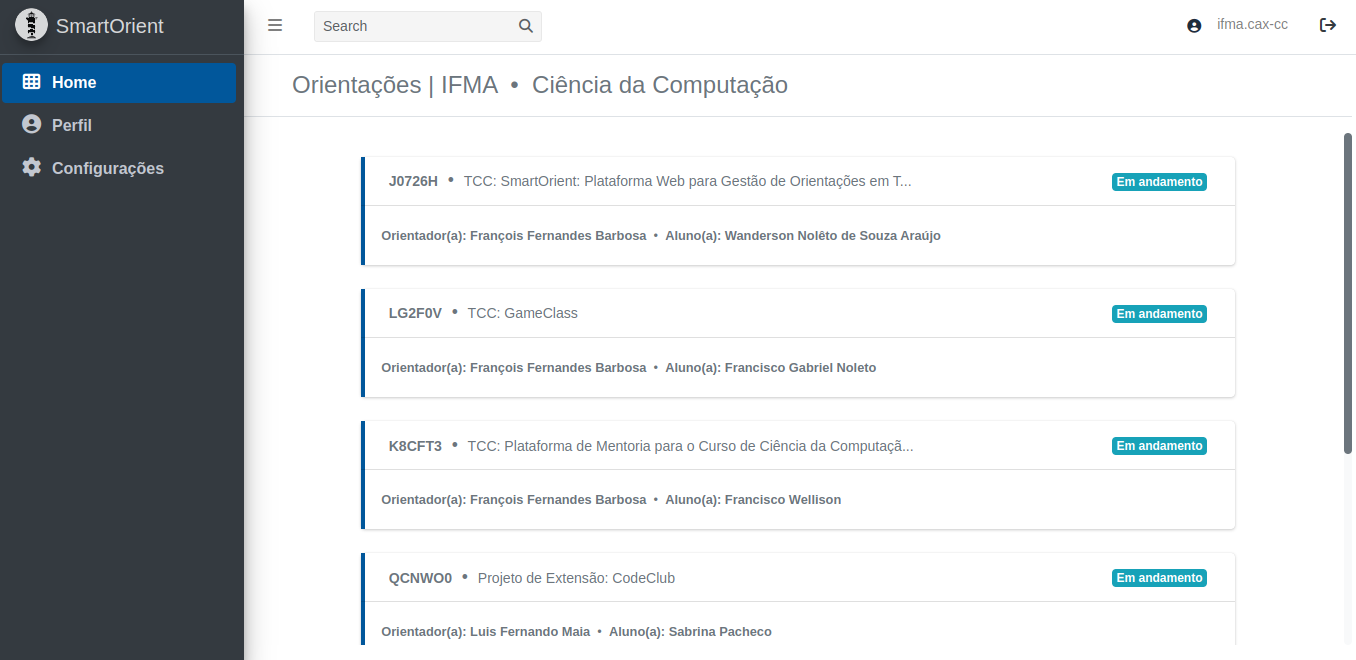 SmartOrient
Search
ifma.cax-cc
Home
Perfil
Configurações
Orientações | IFMA • Ciência da Computação
J0726H • TCC: SmartOrient: Plataforma Web para Gestão de Orientações em T...
Em andamento
Orientador(a): François Fernandes Barbosa • Aluno(a): Wanderson Nolêto de Souza Araújo
LG2F0V • TCC: GameClass
Em andamento
Orientador(a): François Fernandes Barbosa • Aluno(a): Francisco Gabriel Noleto
K8CFT3 • TCC: Plataforma de Mentoria para o Curso de Ciência da Computaçã...
Em andamento
Orientador(a): François Fernandes Barbosa • Aluno(a): Francisco Wellison
QCNWO0 • Projeto de Extensão: CodeClub
Em andamento
Orientador(a): Luis Fernando Maia • Aluno(a): Sabrina Pacheco